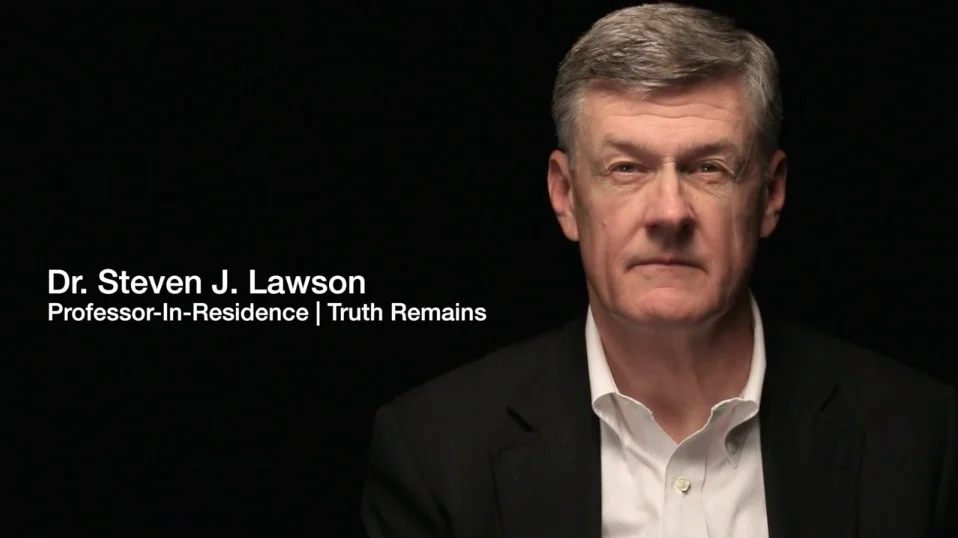 Dr. Steven J. Lawson
Professor-In-Residence | Truth Remains